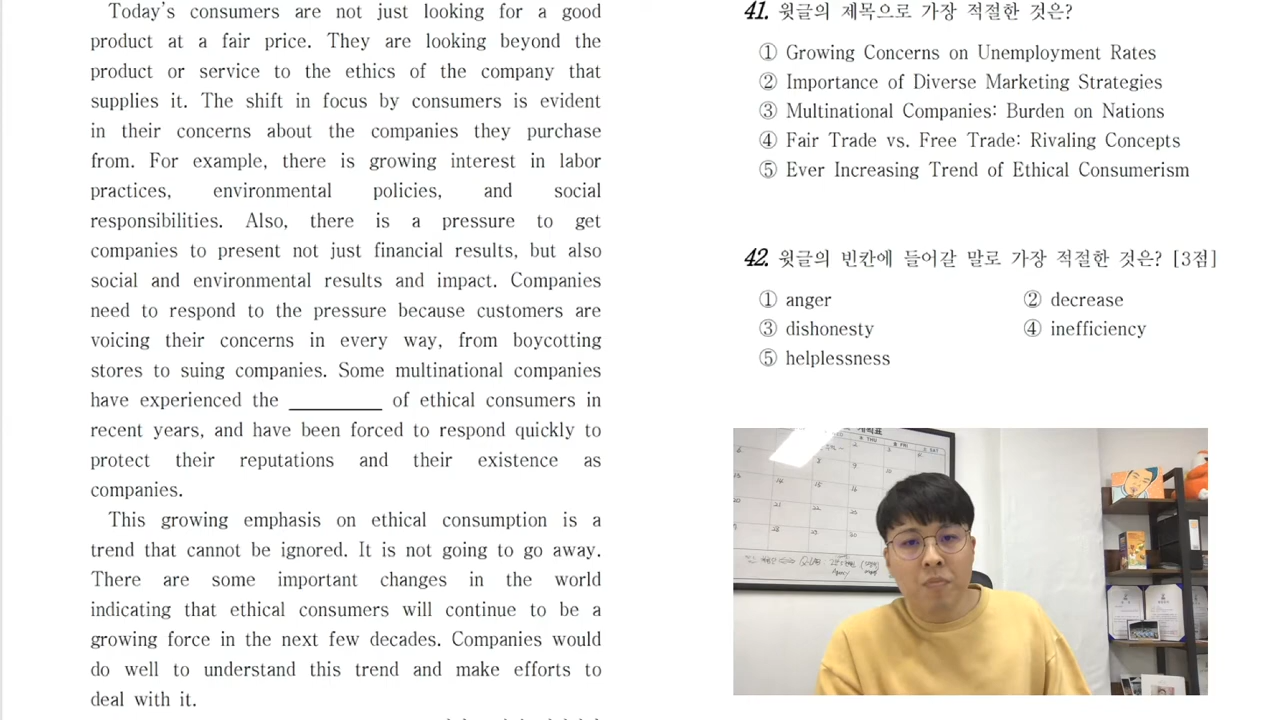 Today's consumers are not just looking for a good
product at a fair price. They are looking beyond the
product or service to the ethics of the company that
supplies it. The shift in focus by consumers is evident
in their concerns about the companies they purchase
from. For example, there is growing interest in labor
practices, environmental policies, and social
responsibilities. Also, there is a pressure to get
companies to present not just financial results, but also
social and environmental results and impact. Companies
need to respond to the pressure because customers are
voicing their concerns in every way, from boycotting
stores to suing companies. Some multinational companies
have experienced the _________ of ethical consumers in
recent years, and have been forced to respond quickly to
protect their reputations and their existence as
companies.
This growing emphasis on ethical consumption is a
trend that cannot be ignored. It is not going to go away.
There are some important changes in the world
indicating that ethical consumers will continue to be a
growing force in the next few decades. Companies would
do well to understand this trend and make efforts to
deal with it.
41. 윗글의 제목으로 가장 적절한 것은?
① Growing Concerns on Unemployment Rates
② Importance of Diverse Marketing Strategies
③ Multinational Companies: Burden on Nations
④ Fair Trade vs. Free Trade: Rivaling Concepts
⑤ Ever Increasing Trend of Ethical Consumerism
42. 윗글의 빈칸에 들어갈 말로 가장 적절한 것은? [3점]
① anger ② decrease
③ dishonesty ④ inefficiency
⑤ helplessness
THU FRI SAT